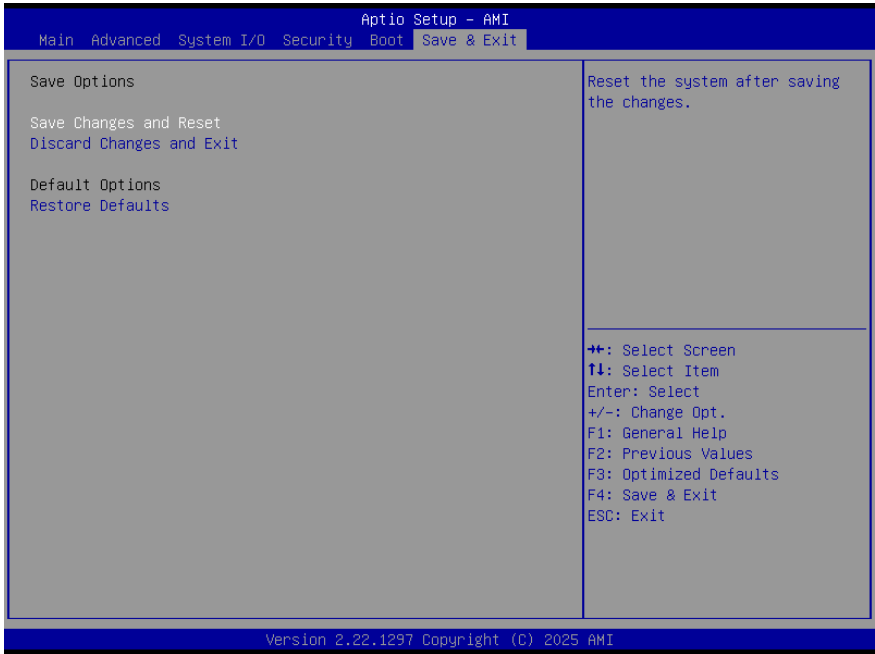 Aptio Setup – AMI
Main Advanced System I/O Security Boot Save & Exit
Save Options
Save Changes and Reset
Discard Changes and Exit
Default Options
Restore Defaults
Reset the system after saving
the changes.
→←: Select Screen
↑↓: Select Item
Enter: Select
+/-: Change Opt.
F1: General Help
F2: Previous Values
F3: Optimized Defaults
F4: Save & Exit
ESC: Exit
Version 2.22.1297 Copyright (C) 2025 AMI